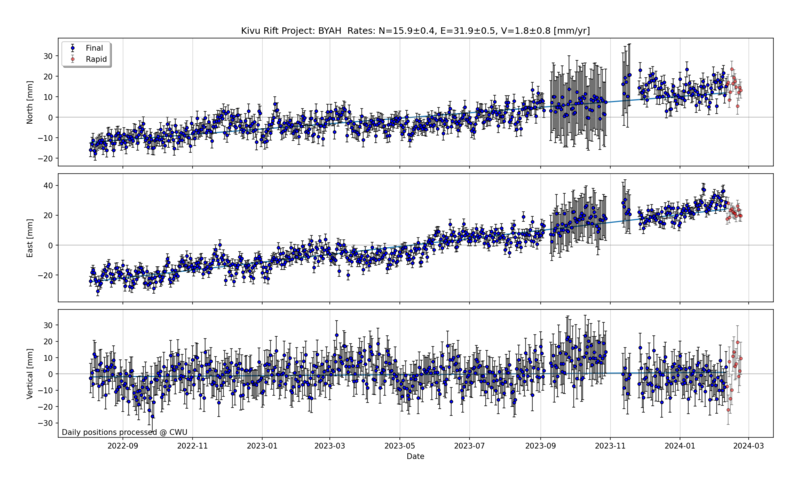 Kivu Rift Project: BYAH Rates: N=15.9±0.4, E=31.9±0.5, V=1.8±0.8 [mm/yr]
Final
Rapid
North [mm]
30
20
10
0
−10
−20
East [mm]
40
20
0
−20
Vertical [mm]
30
20
10
0
−10
−20
−30
Daily positions processed @ CWU
2022-09 2022-11 2023-01 2023-03 2023-05 2023-07 2023-09 2023-11 2024-01 2024-03
Date